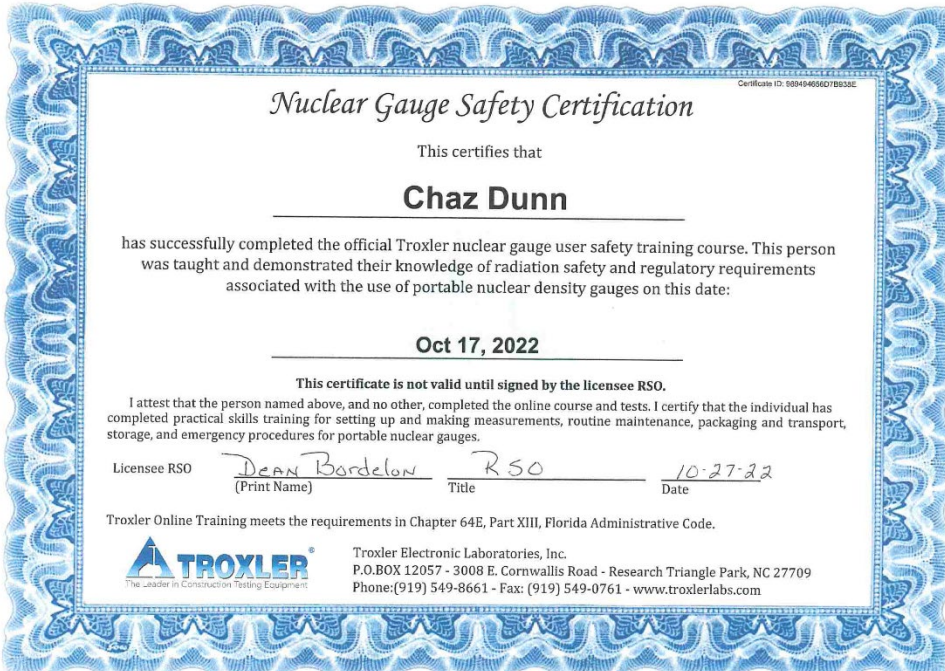 Certificate ID: 989494656D7B938E
Nuclear Gauge Safety Certification
This certifies that
Chaz Dunn
has successfully completed the official Troxler nuclear gauge user safety training course. This person
was taught and demonstrated their knowledge of radiation safety and regulatory requirements
associated with the use of portable nuclear density gauges on this date:
Oct 17, 2022
This certificate is not valid until signed by the licensee RSO.
I attest that the person named above, and no other, completed the online course and tests. I certify that the individual has
completed practical skills training for setting up and making measurements, routine maintenance, packaging and transport,
storage, and emergency procedures for portable nuclear gauges.
Licensee RSO Dean Bordelon RSO 10-27-22
(Print Name) Title Date
Troxler Online Training meets the requirements in Chapter 64E, Part XIII, Florida Administrative Code.
TROXLER®
The Leader in Construction Testing Equipment
Troxler Electronic Laboratories, Inc.
P.O.BOX 12057 - 3008 E. Cornwallis Road - Research Triangle Park, NC 27709
Phone:(919) 549-8661 - Fax: (919) 549-0761 - www.troxlerlabs.com